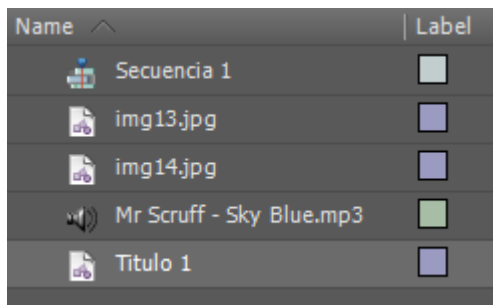 Name Label
Secuencia 1
img13.jpg
img14.jpg
Mr Scruff - Sky Blue.mp3
Titulo 1